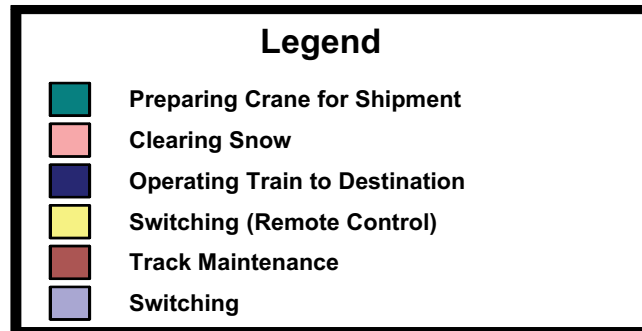 Legend
Preparing Crane for Shipment
Clearing Snow
Operating Train to Destination
Switching (Remote Control)
Track Maintenance
Switching